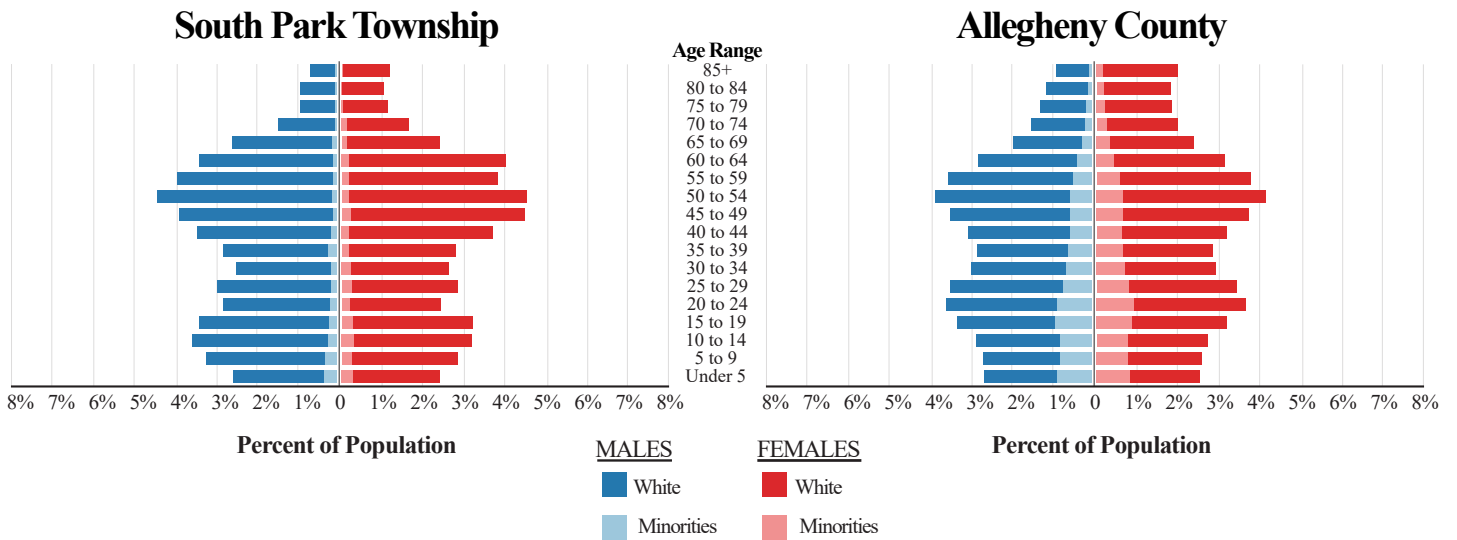 South Park Township
Allegheny County
Age Range
85+
80 to 84
75 to 79
70 to 74
65 to 69
60 to 64
55 to 59
50 to 54
45 to 49
40 to 44
35 to 39
30 to 34
25 to 29
20 to 24
15 to 19
10 to 14
5 to 9
Under 5
8% 7% 6% 5% 4% 3% 2% 1% 0 1% 2% 3% 4% 5% 6% 7% 8%
8% 7% 6% 5% 4% 3% 2% 1% 0 1% 2% 3% 4% 5% 6% 7% 8%
Percent of Population
Percent of Population
MALES
White
Minorities
FEMALES
White
Minorities